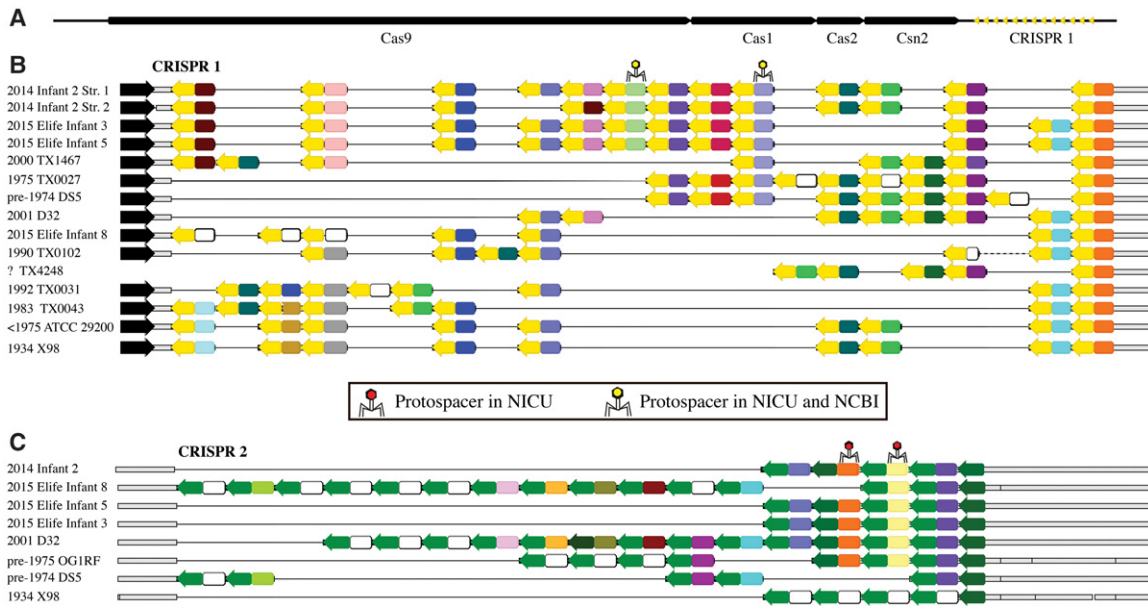 A
Cas9 Cas1 Cas2 Csn2 CRISPR 1
B
CRISPR 1
2014 Infant 2 Str. 1
2014 Infant 2 Str. 2
2015 Elife Infant 3
2015 Elife Infant 5
2000 TX1467
1975 TX0027
pre-1974 DS5
2001 D32
2015 Elife Infant 8
1990 TX0102
? TX4248
1992 TX0031
1983 TX0043
<1975 ATCC 29200
1934 X98
Protospacer in NICU Protospacer in NICU and NCBI
C
CRISPR 2
2014 Infant 2
2015 Elife Infant 8
2015 Elife Infant 5
2015 Elife Infant 3
2001 D32
pre-1975 OG1RF
pre-1974 DS5
1934 X98